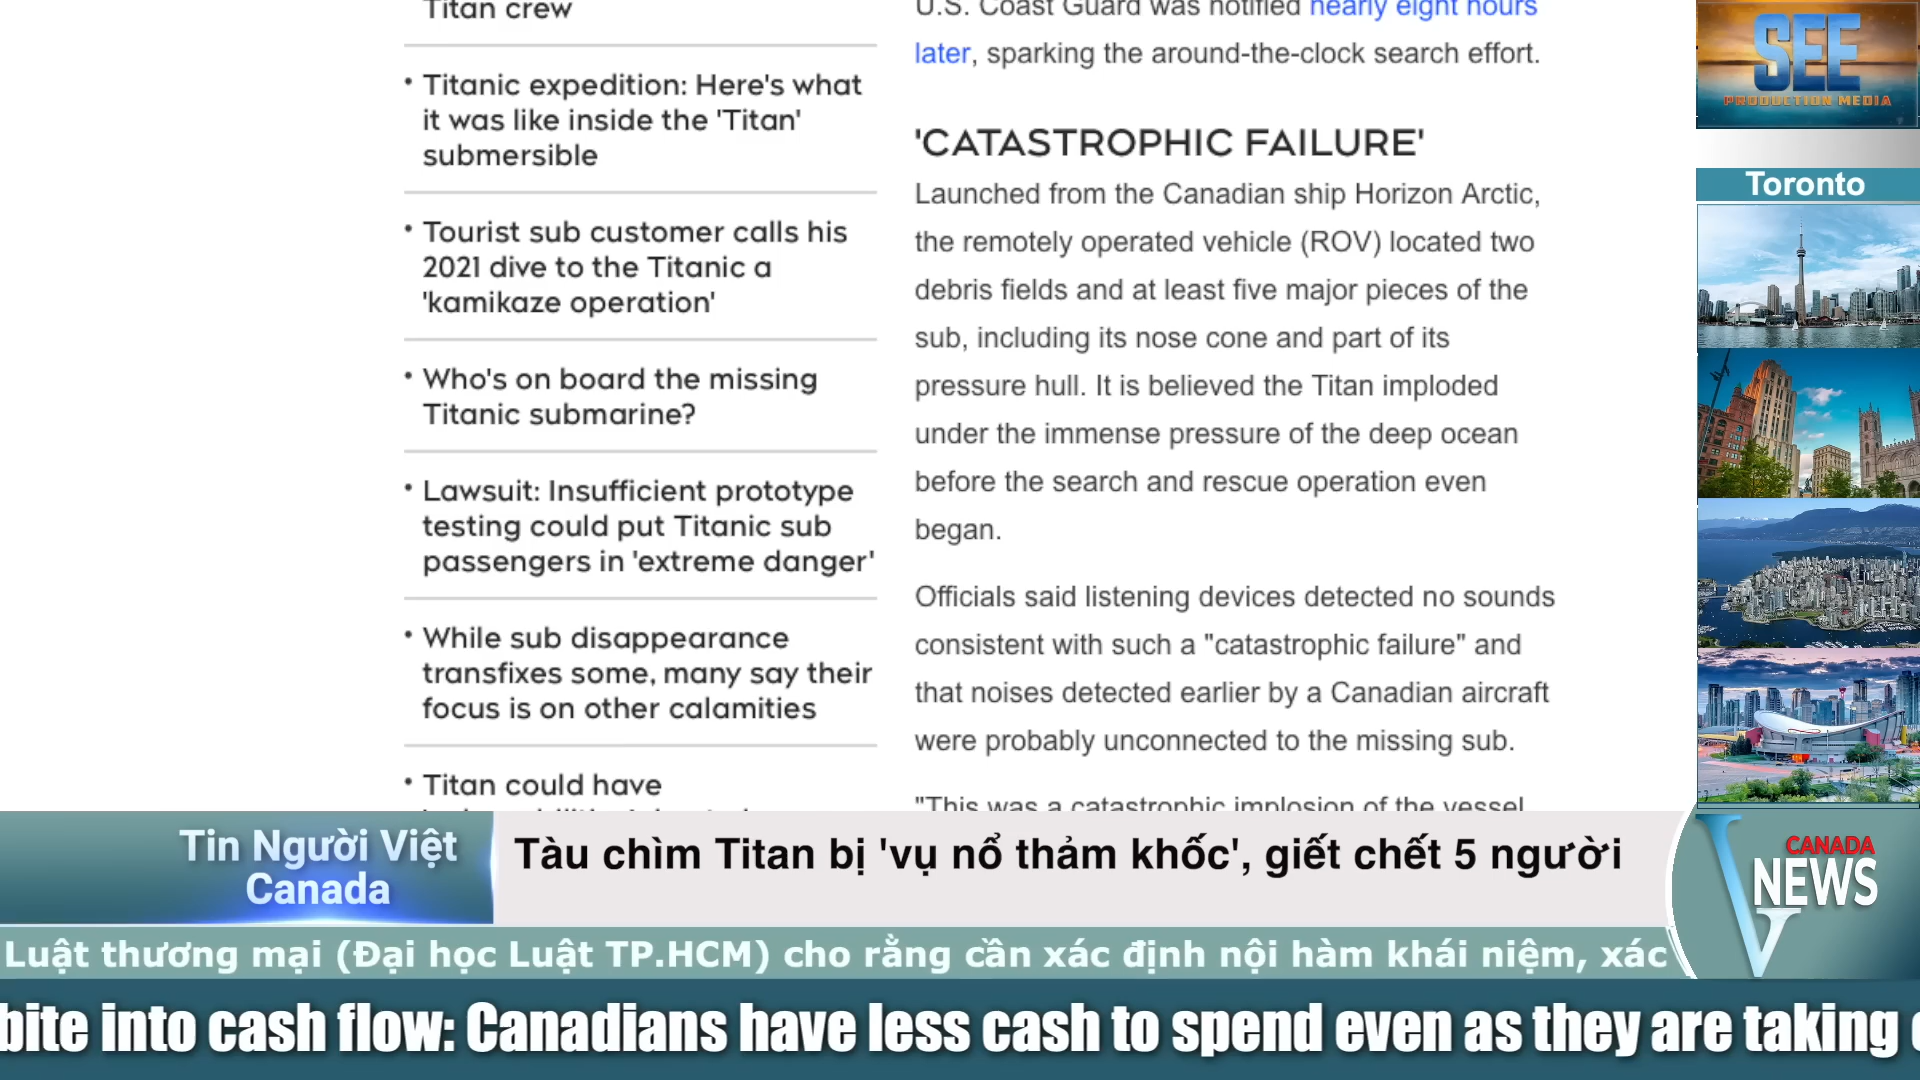 Titan crew
• Titanic expedition: Here's what
it was like inside the 'Titan'
submersible
• Tourist sub customer calls his
2021 dive to the Titanic a
'kamikaze operation'
• Who's on board the missing
Titanic submarine?
• Lawsuit: Insufficient prototype
testing could put Titanic sub
passengers in 'extreme danger'
• While sub disappearance
transfixes some, many say their
focus is on other calamities
• Titan could have
U.S. Coast Guard was notified nearly eight hours
later, sparking the around-the-clock search effort.
'CATASTROPHIC FAILURE'
Launched from the Canadian ship Horizon Arctic,
the remotely operated vehicle (ROV) located two
debris fields and at least five major pieces of the
sub, including its nose cone and part of its
pressure hull. It is believed the Titan imploded
under the immense pressure of the deep ocean
before the search and rescue operation even
began.
Officials said listening devices detected no sounds
consistent with such a "catastrophic failure" and
that noises detected earlier by a Canadian aircraft
were probably unconnected to the missing sub.
"This was a catastrophic implosion of the vessel
SEE
PRODUCTION MEDIA
Toronto
Tin Người Việt
Canada
Tàu chìm Titan bị 'vụ nổ thảm khốc', giết chết 5 người
CANADA
NEWS
V
Luật thương mại (Đại học Luật TP.HCM) cho rằng cần xác định nội hàm khái niệm, xác
bite into cash flow: Canadians have less cash to spend even as they are taking